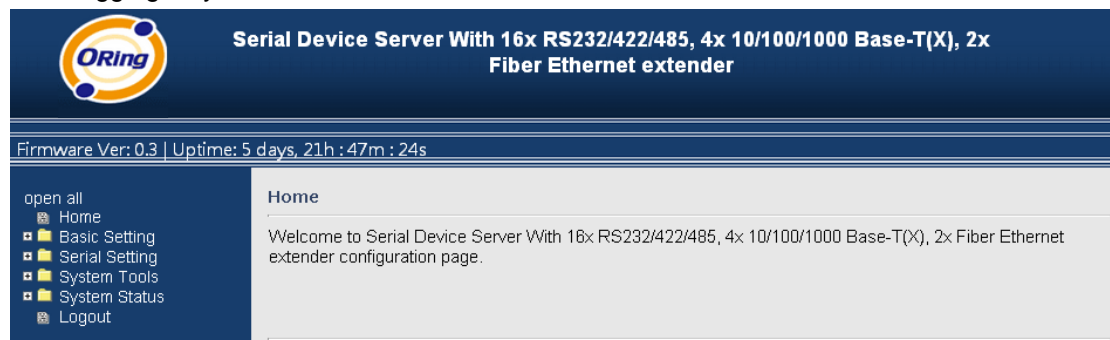 ORing
Serial Device Server With 16x RS232/422/485, 4x 10/100/1000 Base-T(X), 2x
Fiber Ethernet extender
Firmware Ver: 0.3 | Uptime: 5 days, 21h : 47m : 24s
open all
Home
Basic Setting
Serial Setting
System Tools
System Status
Logout
Home
Welcome to Serial Device Server With 16x RS232/422/485, 4x 10/100/1000 Base-T(X), 2x Fiber Ethernet
extender configuration page.